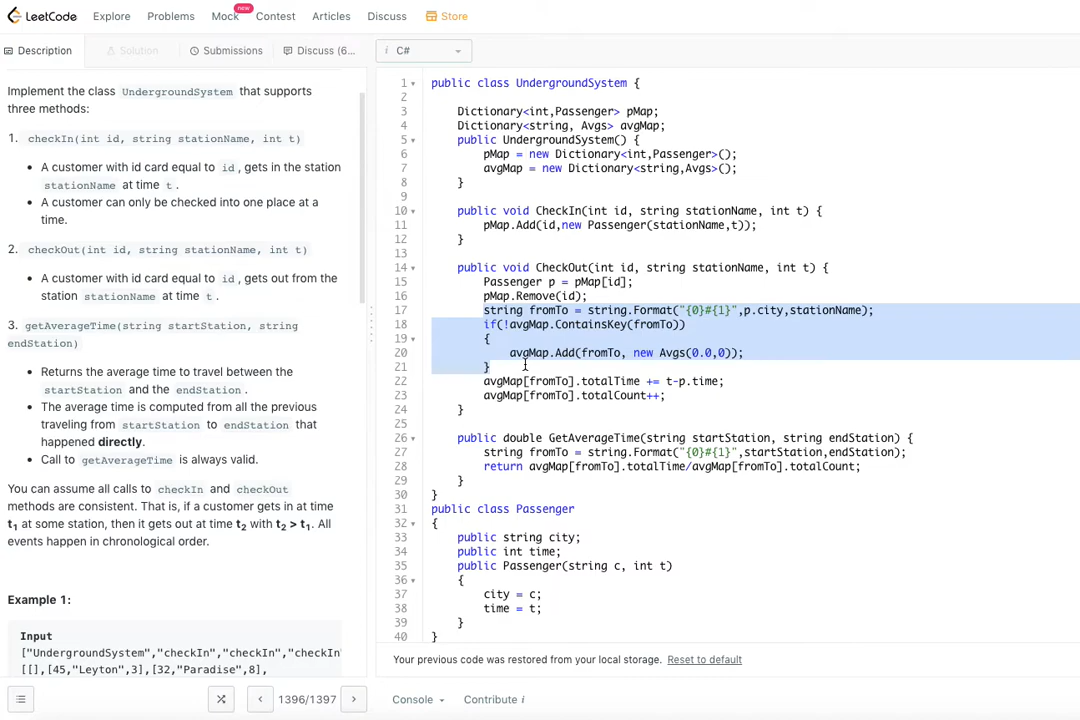 LeetCode Explore Problems Mock new Contest Articles Discuss Store
Description Solution Submissions Discuss (6... i C#
Implement the class UndergroundSystem that supports
three methods:
1. checkIn(int id, string stationName, int t)
• A customer with id card equal to id , gets in the station
stationName at time t .
• A customer can only be checked into one place at a
time.
2. checkOut(int id, string stationName, int t)
• A customer with id card equal to id , gets out from the
station stationName at time t .
3. getAverageTime(string startStation, string
endStation)
• Returns the average time to travel between the
startStation and the endStation .
• The average time is computed from all the previous
traveling from startStation to endStation that
happened directly.
• Call to getAverageTime is always valid.
You can assume all calls to checkIn and checkOut
methods are consistent. That is, if a customer gets in at time
t1 at some station, then it gets out at time t2 with t2 > t1. All
events happen in chronological order.
Example 1:
Input
["UndergroundSystem","checkIn","checkIn","checkIn'
[[],[45,"Leyton",3],[32,"Paradise",8],
1396/1397
1 public class UndergroundSystem {
2
3 Dictionary<int,Passenger> pMap;
4 Dictionary<string, Avgs> avgMap;
5 public UndergroundSystem() {
6 pMap = new Dictionary<int,Passenger>();
7 avgMap = new Dictionary<string,Avgs>();
8 }
9
10 public void CheckIn(int id, string stationName, int t) {
11 pMap.Add(id,new Passenger(stationName,t));
12 }
13
14 public void CheckOut(int id, string stationName, int t) {
15 Passenger p = pMap[id];
16 pMap.Remove(id);
17 string fromTo = string.Format("{0}#{1}",p.city,stationName);
18 if(!avgMap.ContainsKey(fromTo))
19 {
20 avgMap.Add(fromTo, new Avgs(0.0,0));
21 }
22 avgMap[fromTo].totalTime += t-p.time;
23 avgMap[fromTo].totalCount++;
24 }
25
26 public double GetAverageTime(string startStation, string endStation) {
27 string fromTo = string.Format("{0}#{1}",startStation,endStation);
28 return avgMap[fromTo].totalTime/avgMap[fromTo].totalCount;
29 }
30 }
31 public class Passenger
32 {
33 public string city;
34 public int time;
35 public Passenger(string c, int t)
36 {
37 city = c;
38 time = t;
39 }
40 }
Your previous code was restored from your local storage. Reset to default
Console Contribute i